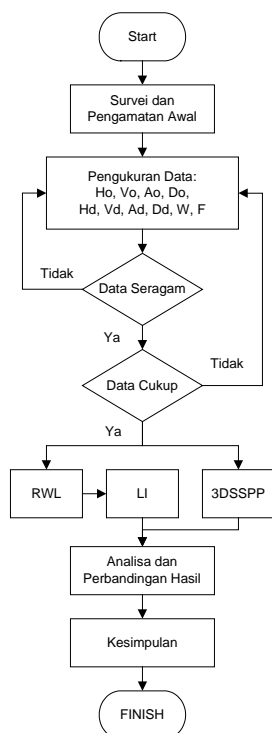 Start
Survei dan
Pengamatan Awal
Pengukuran Data:
Ho, Vo, Ao, Do,
Hd, Vd, Ad, Dd, W, F
Tidak
Data Seragam
Ya
Tidak
Data Cukup
Ya
RWL
LI
3DSSPP
Analisa dan
Perbandingan Hasil
Kesimpulan
FINISH